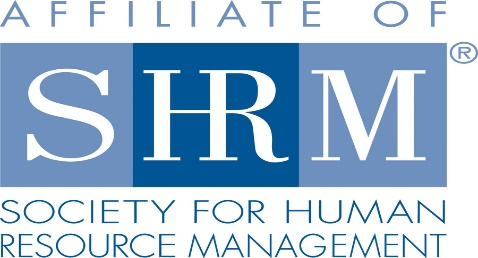 AFFILIATE OF
SHRM®
SOCIETY FOR HUMAN
RESOURCE MANAGEMENT